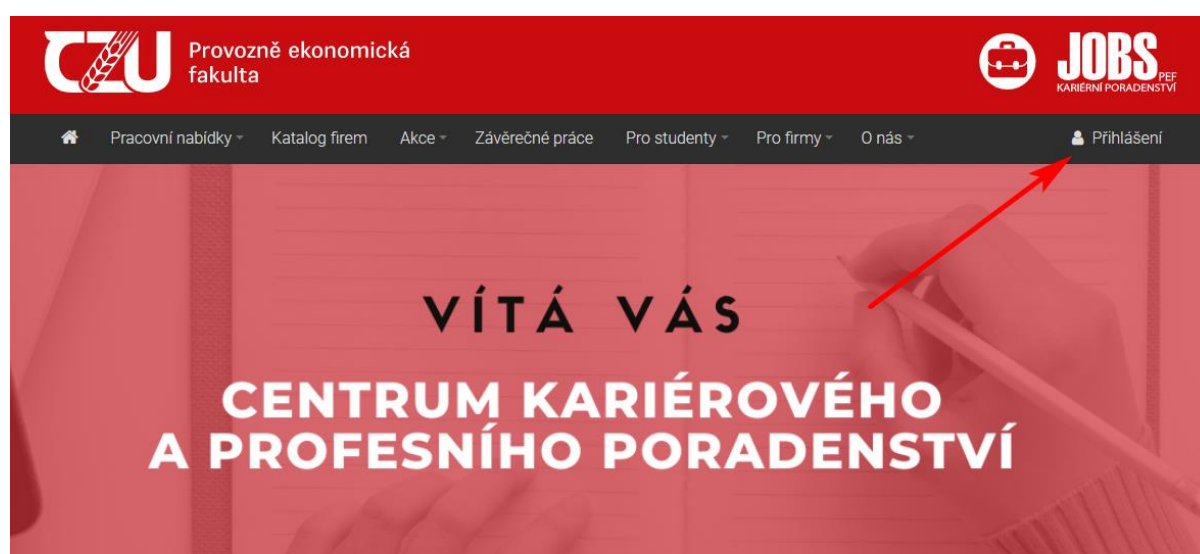 CZU
Provozně ekonomická
fakulta
JOBS PEF
KARIÉRNÍ PORADENSTVÍ
Pracovní nabídky Katalog firem Akce Závěrečné práce Pro studenty Pro firmy O nás Přihlášení
VÍTÁ VÁS
CENTRUM KARIÉROVÉHO
A PROFESNÍHO PORADENSTVÍ